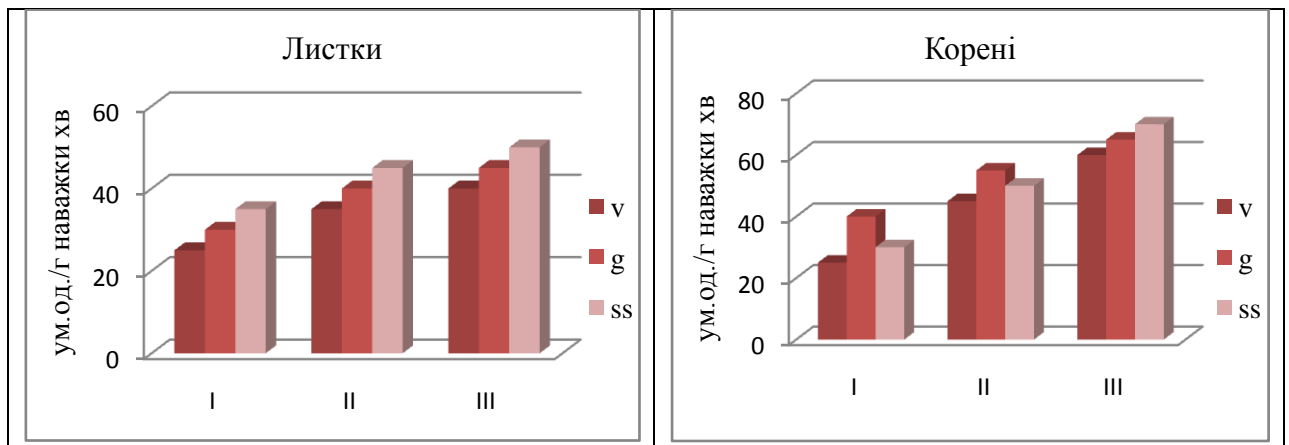 Листки
ум.од./г наважки хв
60
40
20
0
I
II
III
v
g
ss
Корені
ум.од./г наважки хв
80
60
40
20
0
I
II
III
v
g
ss